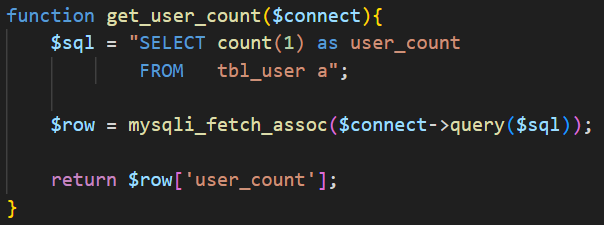 function get_user_count($connect){
    $sql = "SELECT count(1) as user_count
            FROM   tbl_user a";

    $row = mysqli_fetch_assoc($connect->query($sql));

    return $row['user_count'];
}